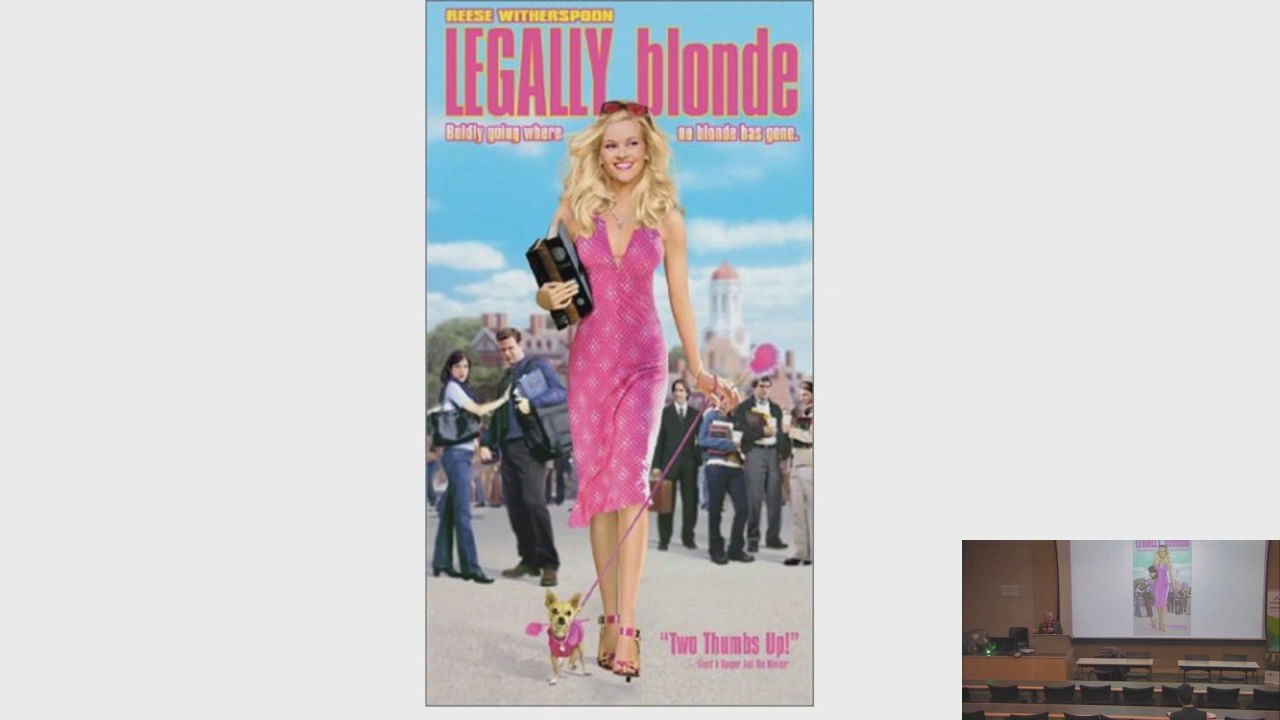 REESE WITHERSPOON
LEGALLY blonde
Boldly going where no blonde has gone.
"Two Thumbs Up!"